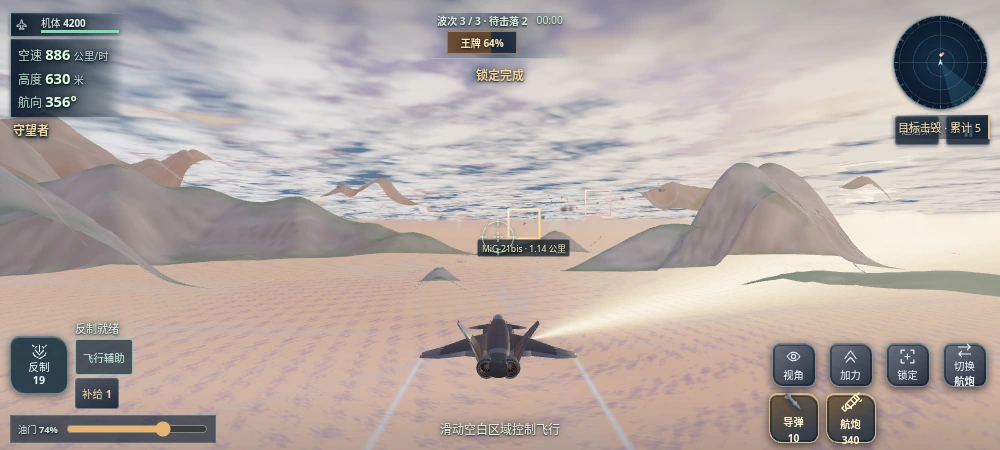 机体 4200
空速 886 公里/时
高度 630 米
航向 356°
守望者
波次 3 / 3 · 待击落 2 00:00
王牌 64%
锁定完成
目标击毁 · 累计 5
MiG-21bis · 1.14 公里
反制就绪
反制
19
飞行辅助
补给 1
油门 74%
滑动空白区域控制飞行
视角
加力
锁定
切换
航炮
导弹
10
航炮
340